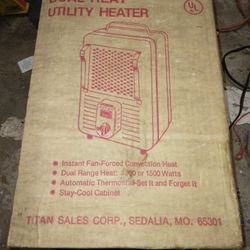 DUAL HEAT
UTILITY HEATER
UL
• Instant Fan-Forced Convection Heat
• Dual Range Heat: 1300 or 1500 Watts
• Automatic Thermostat-Set It and Forget It
• Stay-Cool Cabinet
TITAN SALES CORP., SEDALIA, MO. 65301